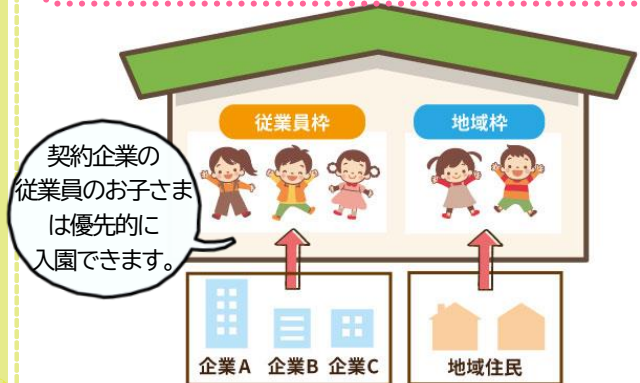 従業員枠
地域枠
契約企業の
従業員のお子さま
は優先的に
入園できます。
企業A 企業B 企業C
地域住民